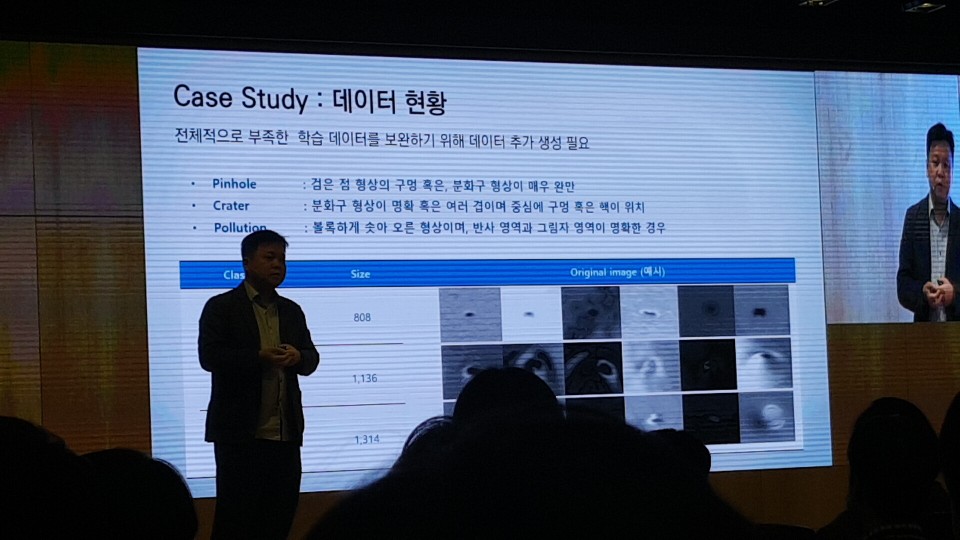 Case Study : 데이터 현황
전체적으로 부족한 학습 데이터를 보완하기 위해 데이터 추가 생성 필요
• Pinhole : 검은 점 형상의 구멍 혹은, 분화구 형상이 매우 완만
• Crater : 분화구 형상이 명확 혹은 여러 겹이며 중심에 구멍 혹은 핵이 위치
• Pollution : 볼록하게 솟아 오른 형상이며, 반사 영역과 그림자 영역이 명확한 경우
Clas Size Original image (예시)
808
1,136
1,314